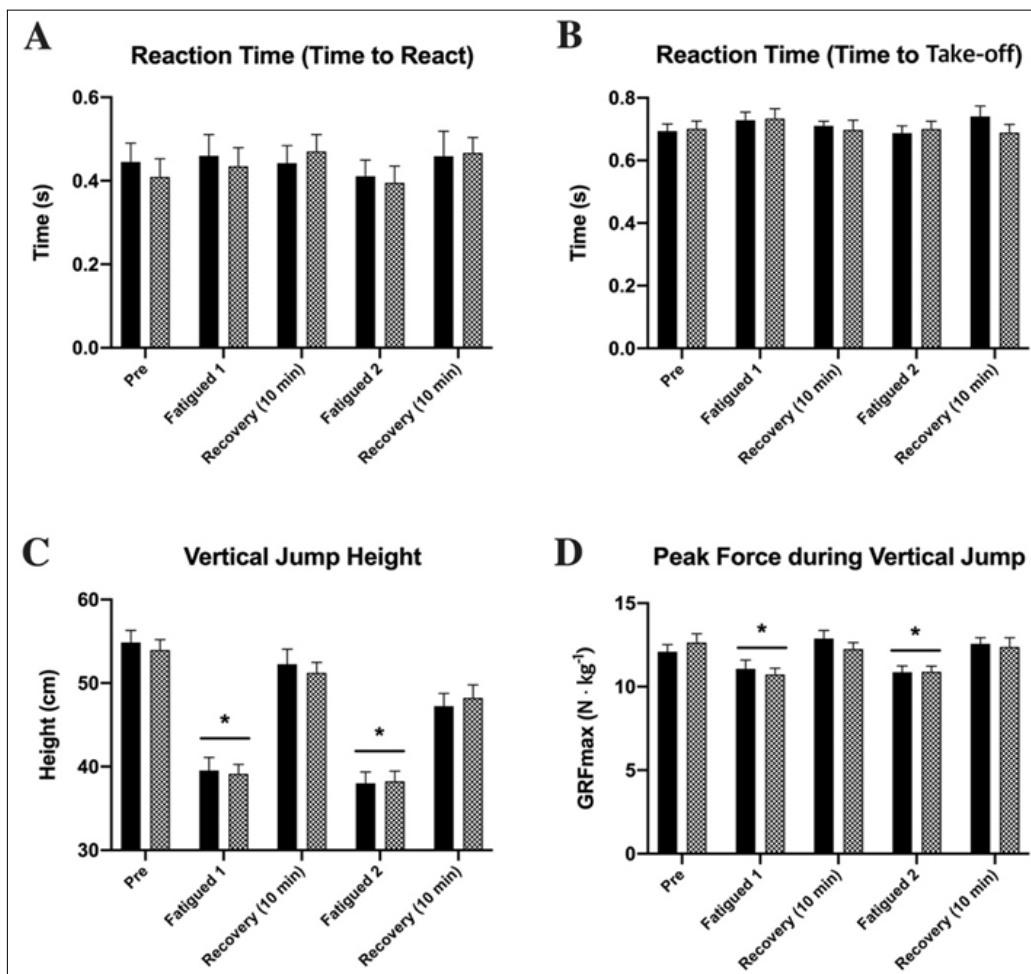 A
Reaction Time (Time to React)
Time (s)
0.6
0.4
0.2
0.0
Pre
Fatigued 1
Recovery (10 min)
Fatigued 2
Recovery (10 min)
B
Reaction Time (Time to Take-off)
Time (s)
0.8
0.6
0.4
0.2
0.0
Pre
Fatigued 1
Recovery (10 min)
Fatigued 2
Recovery (10 min)
C
Vertical Jump Height
Height (cm)
60
50
40
30
*
*
Pre
Fatigued 1
Recovery (10 min)
Fatigued 2
Recovery (10 min)
D
Peak Force during Vertical Jump
GRFmax (N · kg⁻¹)
15
10
5
0
*
*
Pre
Fatigued 1
Recovery (10 min)
Fatigued 2
Recovery (10 min)